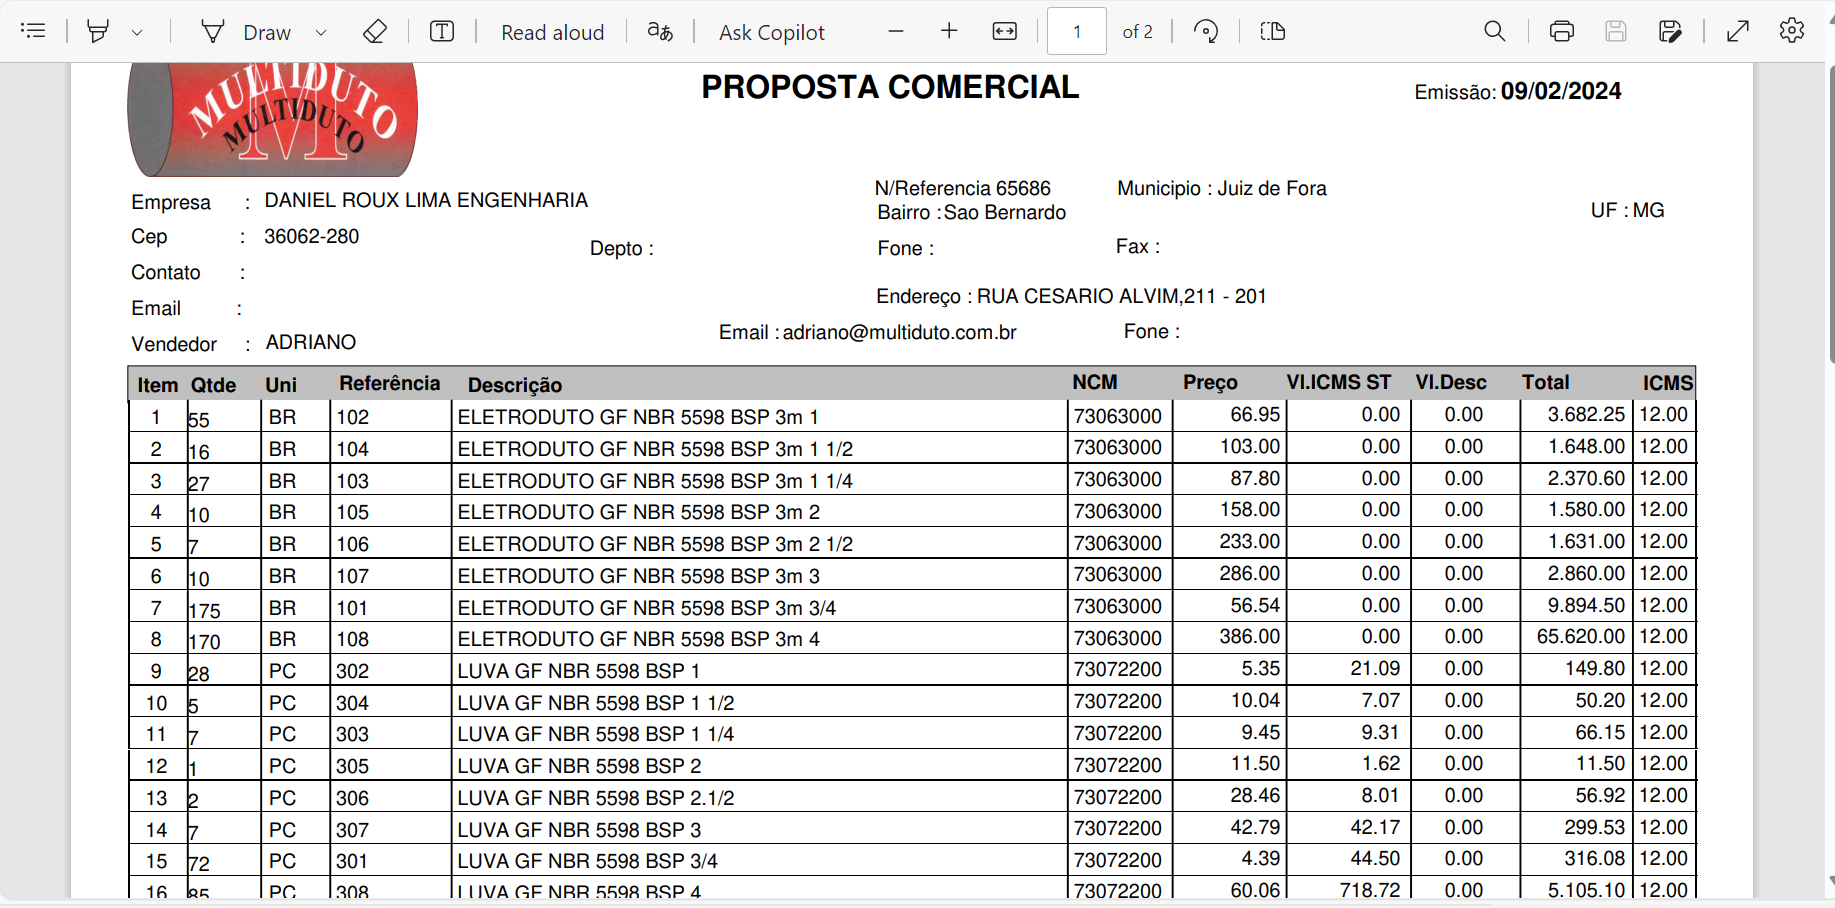 Draw
Read aloud
aあ
Ask Copilot
1 of 2
MULTIDUTO
MULTIDUTO
M
PROPOSTA COMERCIAL
Emissão: 09/02/2024
Empresa : DANIEL ROUX LIMA ENGENHARIA
N/Referencia 65686
Municipio : Juiz de Fora
Bairro : Sao Bernardo
UF : MG
Cep : 36062-280
Depto :
Fone :
Fax :
Contato :
Endereço : RUA CESARIO ALVIM,211 - 201
Email :
Vendedor : ADRIANO
Email : adriano@multiduto.com.br
Fone :
Item Qtde Uni Referência Descrição NCM Preço Vl.ICMS ST Vl.Desc Total ICMS
1 55 BR 102 ELETRODUTO GF NBR 5598 BSP 3m 1 73063000 66.95 0.00 0.00 3.682.25 12.00
2 16 BR 104 ELETRODUTO GF NBR 5598 BSP 3m 1 1/2 73063000 103.00 0.00 0.00 1.648.00 12.00
3 27 BR 103 ELETRODUTO GF NBR 5598 BSP 3m 1 1/4 73063000 87.80 0.00 0.00 2.370.60 12.00
4 10 BR 105 ELETRODUTO GF NBR 5598 BSP 3m 2 73063000 158.00 0.00 0.00 1.580.00 12.00
5 7 BR 106 ELETRODUTO GF NBR 5598 BSP 3m 2 1/2 73063000 233.00 0.00 0.00 1.631.00 12.00
6 10 BR 107 ELETRODUTO GF NBR 5598 BSP 3m 3 73063000 286.00 0.00 0.00 2.860.00 12.00
7 175 BR 101 ELETRODUTO GF NBR 5598 BSP 3m 3/4 73063000 56.54 0.00 0.00 9.894.50 12.00
8 170 BR 108 ELETRODUTO GF NBR 5598 BSP 3m 4 73063000 386.00 0.00 0.00 65.620.00 12.00
9 28 PC 302 LUVA GF NBR 5598 BSP 1 73072200 5.35 21.09 0.00 149.80 12.00
10 5 PC 304 LUVA GF NBR 5598 BSP 1 1/2 73072200 10.04 7.07 0.00 50.20 12.00
11 7 PC 303 LUVA GF NBR 5598 BSP 1 1/4 73072200 9.45 9.31 0.00 66.15 12.00
12 1 PC 305 LUVA GF NBR 5598 BSP 2 73072200 11.50 1.62 0.00 11.50 12.00
13 2 PC 306 LUVA GF NBR 5598 BSP 2.1/2 73072200 28.46 8.01 0.00 56.92 12.00
14 7 PC 307 LUVA GF NBR 5598 BSP 3 73072200 42.79 42.17 0.00 299.53 12.00
15 72 PC 301 LUVA GF NBR 5598 BSP 3/4 73072200 4.39 44.50 0.00 316.08 12.00
16 85 PC 308 LUVA GF NBR 5598 BSP 4 73072200 60.06 718.72 0.00 5.105.10 12.00